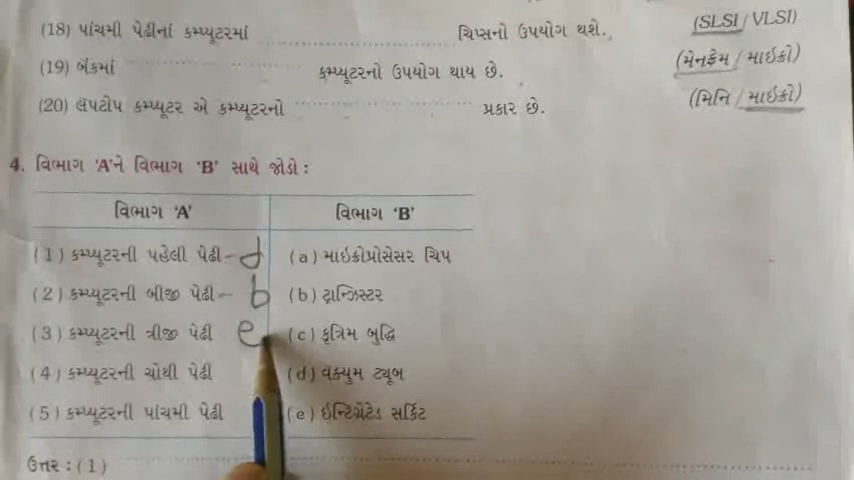 (18) પાંચમી પેઢીનાં કમ્પ્યૂટરમાં ........................ ચિપ્સનો ઉપયોગ થશે. (SLSI / VLSI)
(19) બૅંકમાં ........................ કમ્પ્યૂટરનો ઉપયોગ થાય છે. (મેનફ્રેમ / માઇક્રો)
(20) લૅપટોપ કમ્પ્યૂટર એ કમ્પ્યૂટરનો ........................ પ્રકાર છે. (મિનિ / માઇક્રો)
4. વિભાગ ‘A’ને વિભાગ ‘B’ સાથે જોડો :
વિભાગ ‘A’ વિભાગ ‘B’
(1) કમ્પ્યૂટરની પહેલી પેઢી – d (a) માઇક્રોપ્રોસેસર ચિપ
(2) કમ્પ્યૂટરની બીજી પેઢી – b (b) ટ્રાન્ઝિસ્ટર
(3) કમ્પ્યૂટરની ત્રીજી પેઢી e (c) કૃત્રિમ બુદ્ધિ
(4) કમ્પ્યૂટરની ચોથી પેઢી (d) વૅક્યુમ ટ્યૂબ
(5) કમ્પ્યૂટરની પાંચમી પેઢી (e) ઇન્ટિગ્રેટેડ સર્કિટ
ઉત્તર : (1) ........................